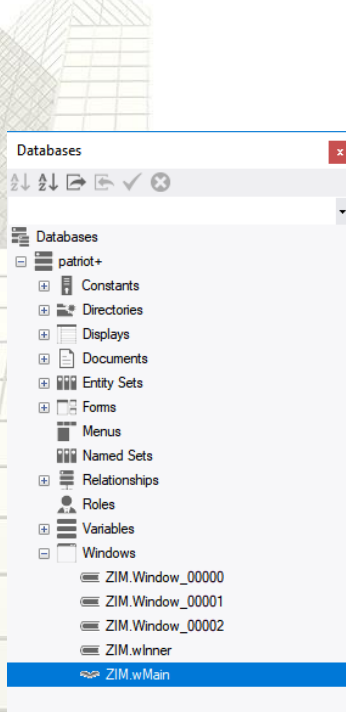 Databases
x
Databases
patriot+
Constants
Directories
Displays
Documents
Entity Sets
Forms
Menus
Named Sets
Relationships
Roles
Variables
Windows
ZIM.Window_00000
ZIM.Window_00001
ZIM.Window_00002
ZIM.wInner
ZIM.wMain